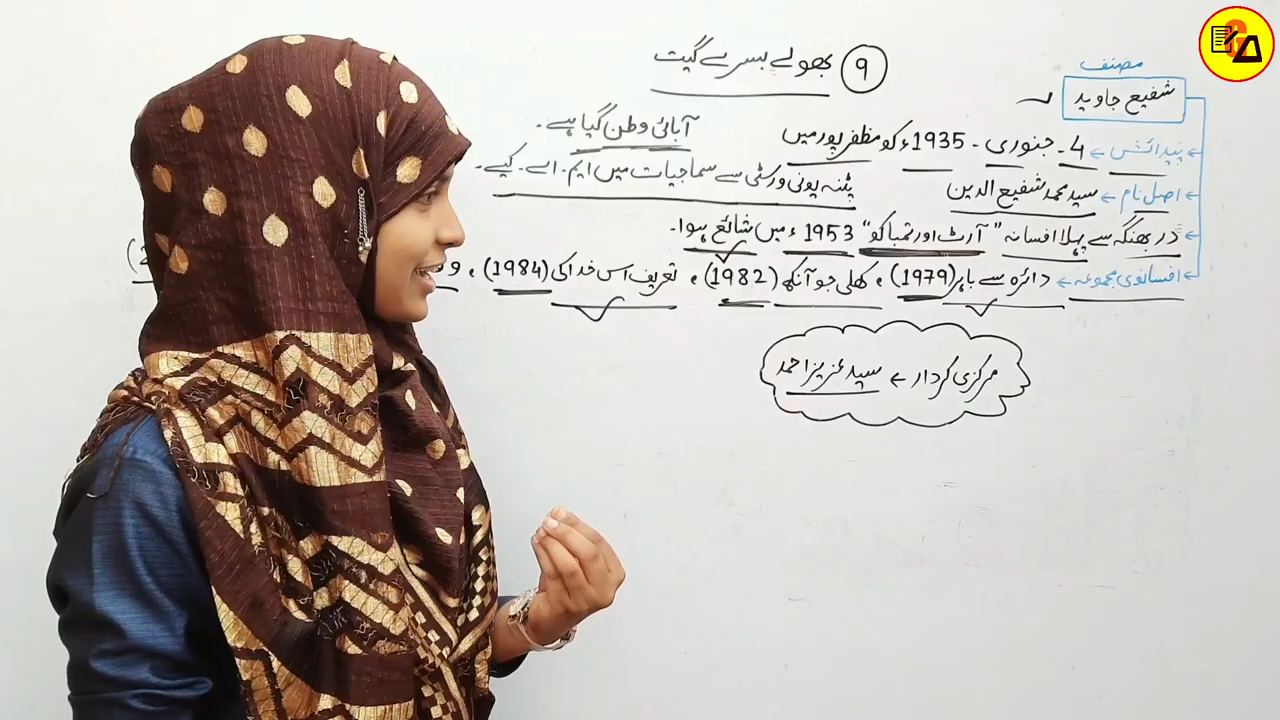 ۹ بھولے بسرے گیت
مصنف
شفیع جاوید
آبائی وطن گیا ہے۔
پیدائش ← 4۔ جنوری ۔ 1935ء کو مظفر پور میں
پٹنہ یونی ورسٹی سے سماجیات میں ایم۔اے۔ کیے۔
اصل نام ← سید محمد شفیع الدین
دربھنگہ سے پہلا افسانہ "آرٹ اور تمباکو" 1953ء میں شائع ہوا۔
افسانوی مجموعہ ← دائرہ سے باہر (1979)، کھلی جو آنکھ (1982)، تعریف اس خدا کی (1984)، و
مرکزی کردار ← سید عزیز احمد